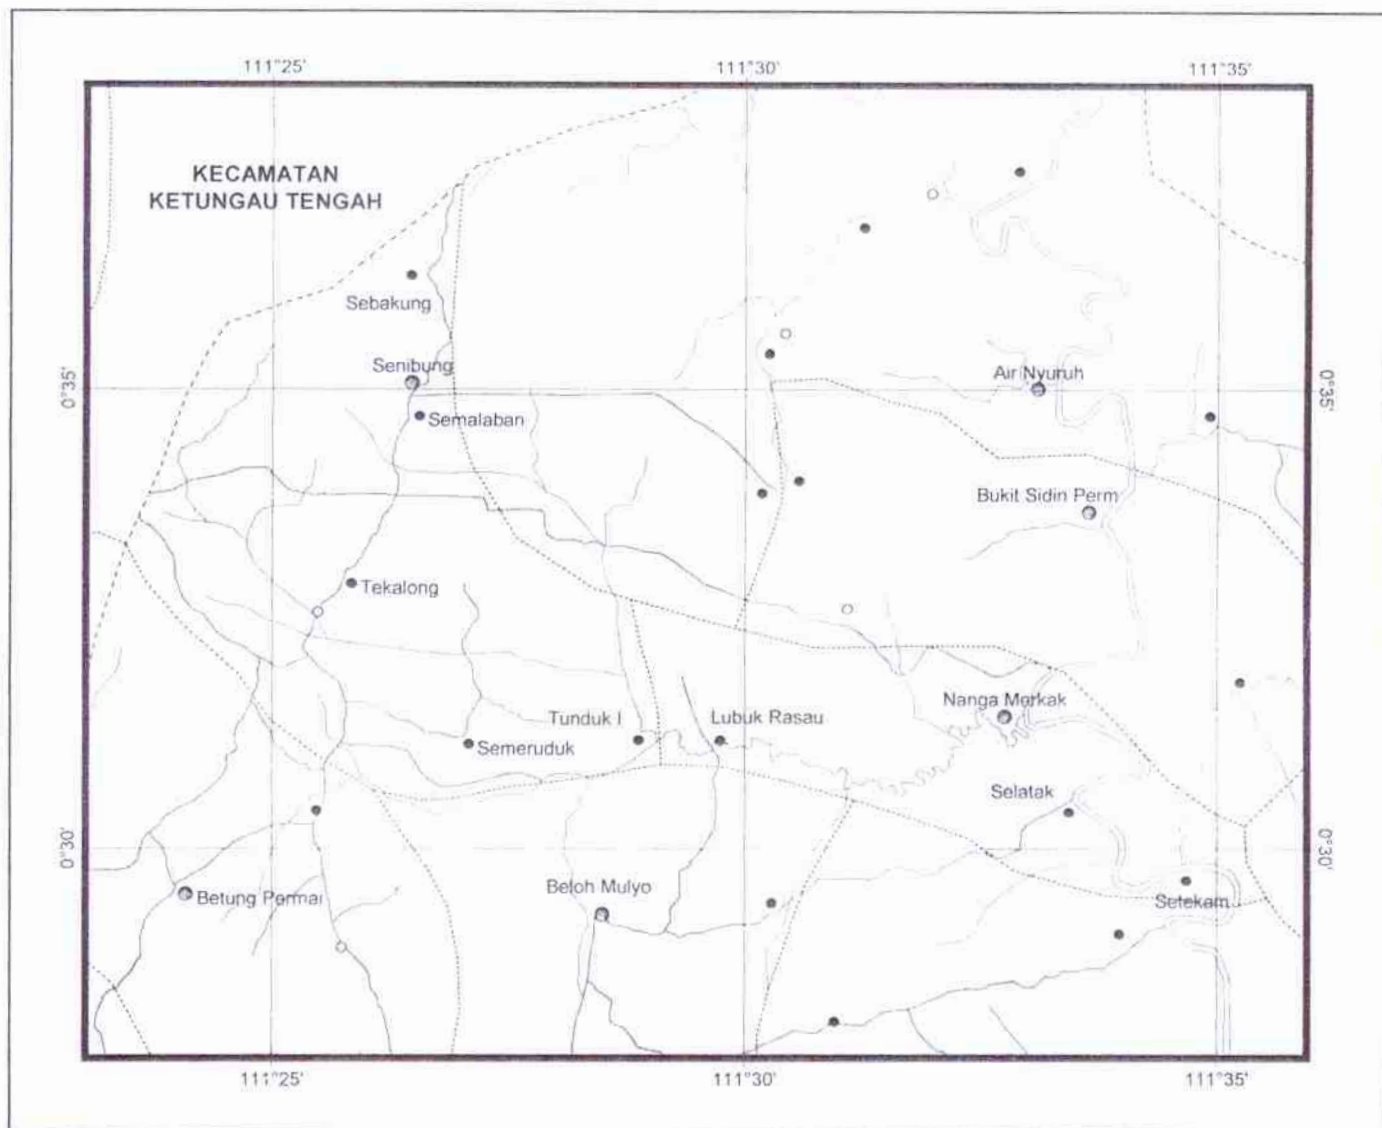 111°25'
111°30'
111°35'
KECAMATAN
KETUNGAU TENGAH
Sebakung
Senibung
Air Nyuruh
0°35'
0°35'
Semalaban
Bukit Sidin Perm
Tekalong
Nanga Merkak
Tunduk I
Lubuk Rasau
Semeruduk
Selatak
0°30'
0°30'
Betung Permai
Beloh Mulyo
Setekam
111°25'
111°30'
111°35'